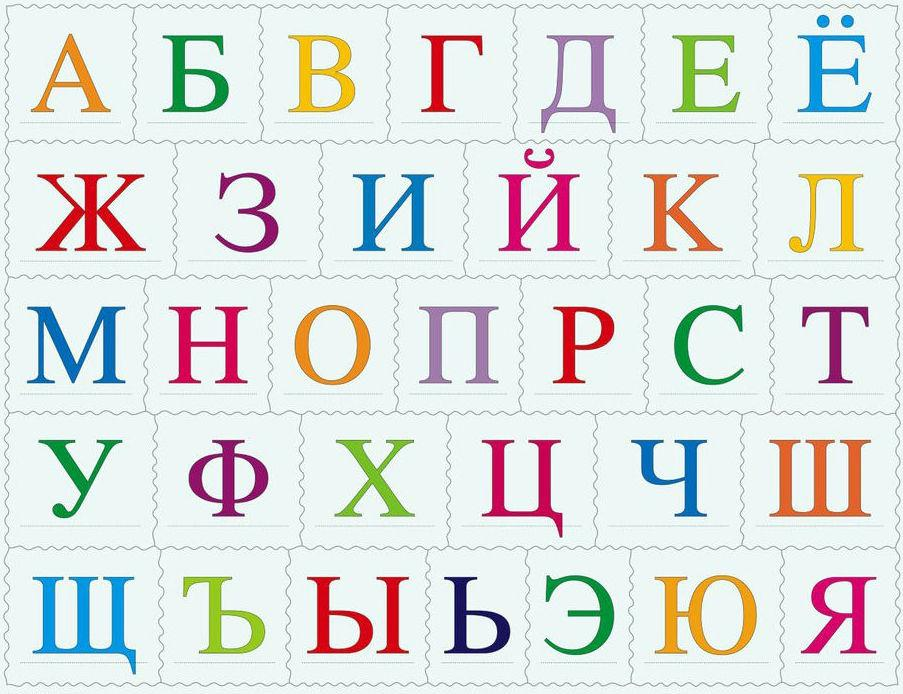 А Б В Г Д Е Ё
Ж З И Й К Л
М Н О П Р С Т
У Ф Х Ц Ч Ш
Щ Ъ Ы Ь Э Ю Я